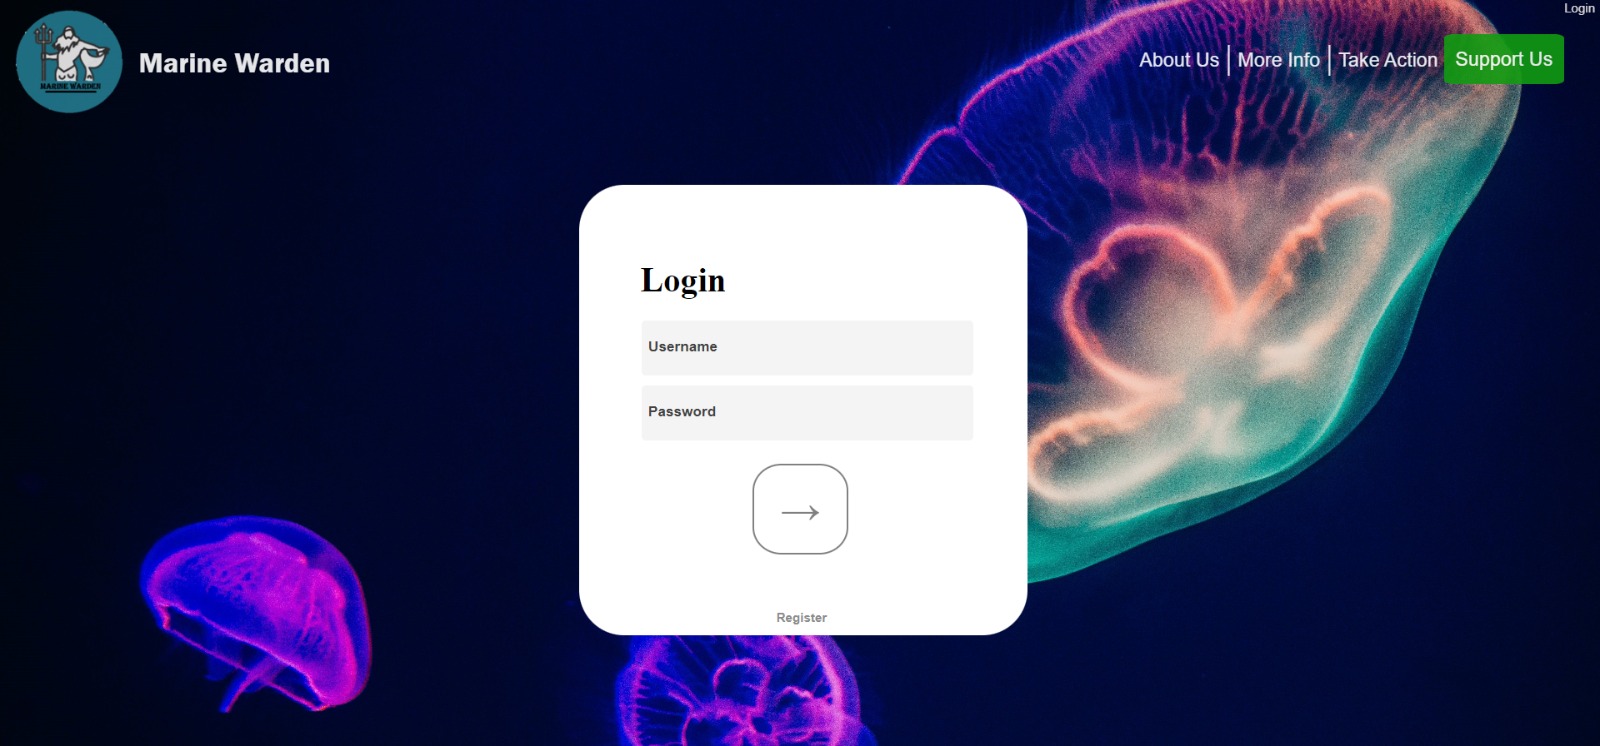 Login
MARINE WARDEN
Marine Warden
About Us | More Info | Take Action Support Us
Login
Username
Password
→
Register